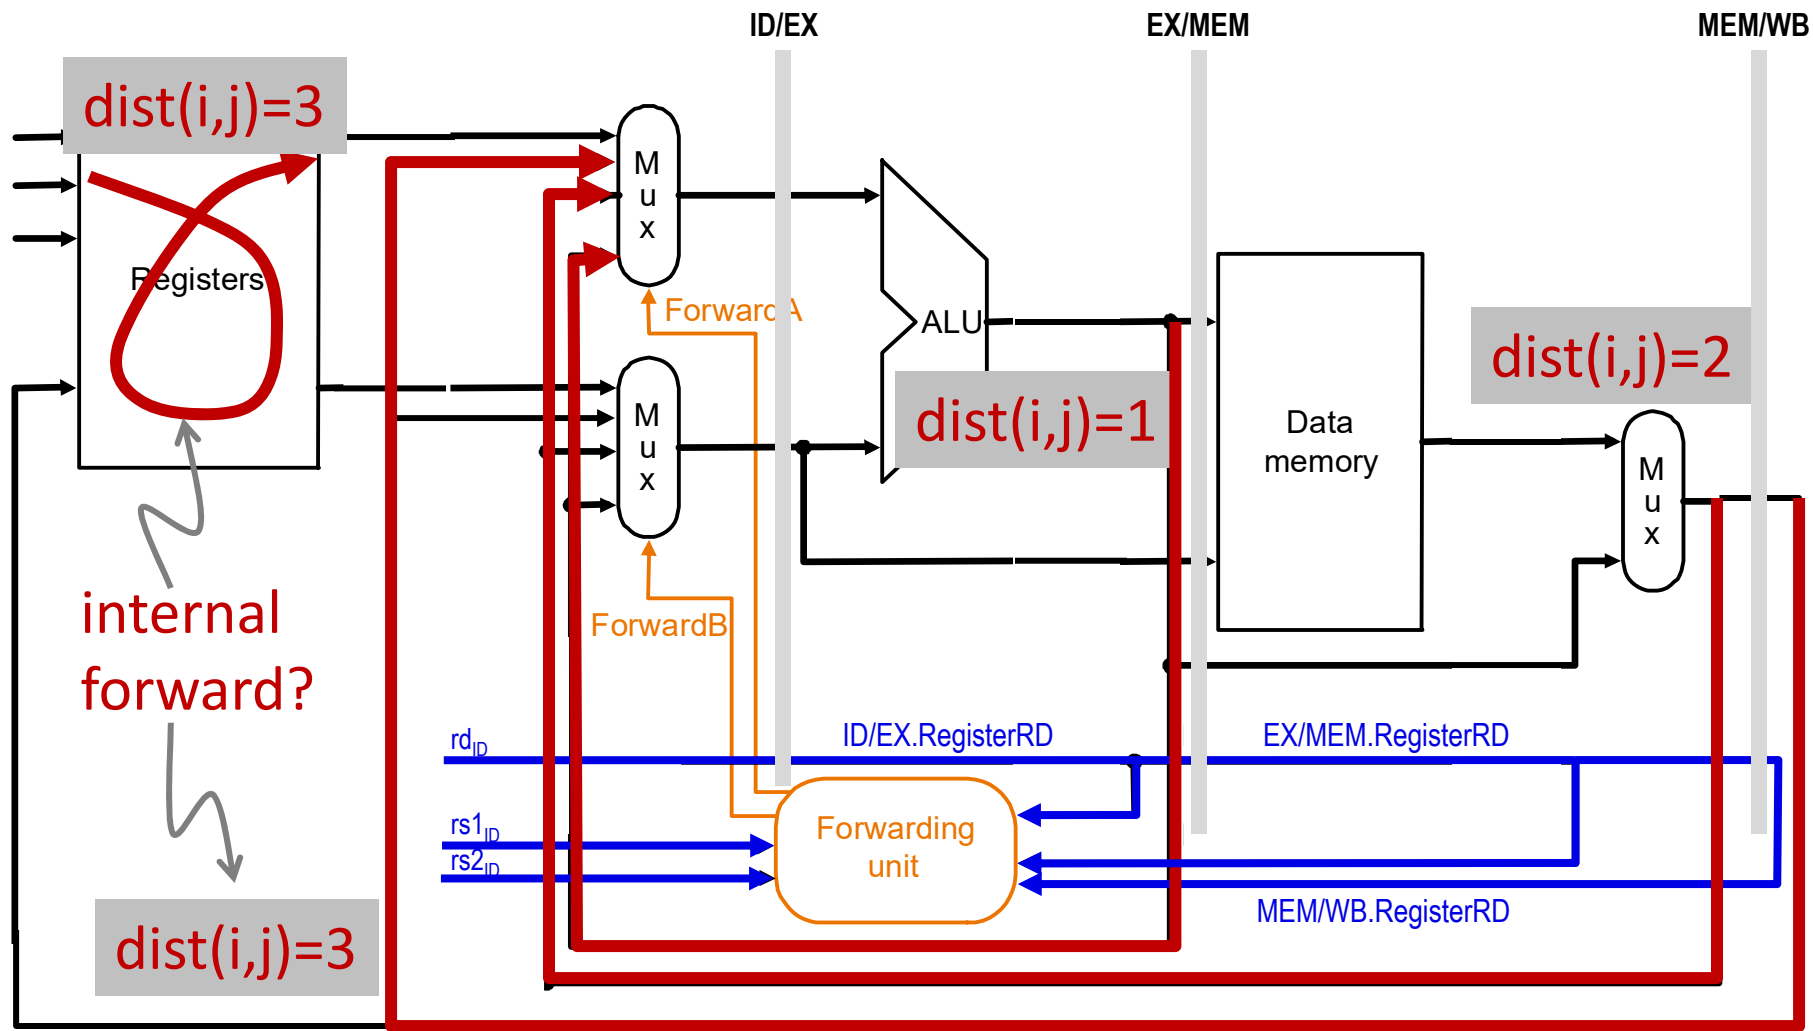 ID/EX
EX/MEM
MEM/WB
dist(i,j)=3
M
u
x
Registers
ForwardA
ALU
dist(i,j)=2
dist(i,j)=1
M
u
x
Data
memory
M
u
x
internal
forward?
ForwardB
rdID
ID/EX.RegisterRD
EX/MEM.RegisterRD
rs1ID
rs2ID
Forwarding
unit
MEM/WB.RegisterRD
dist(i,j)=3